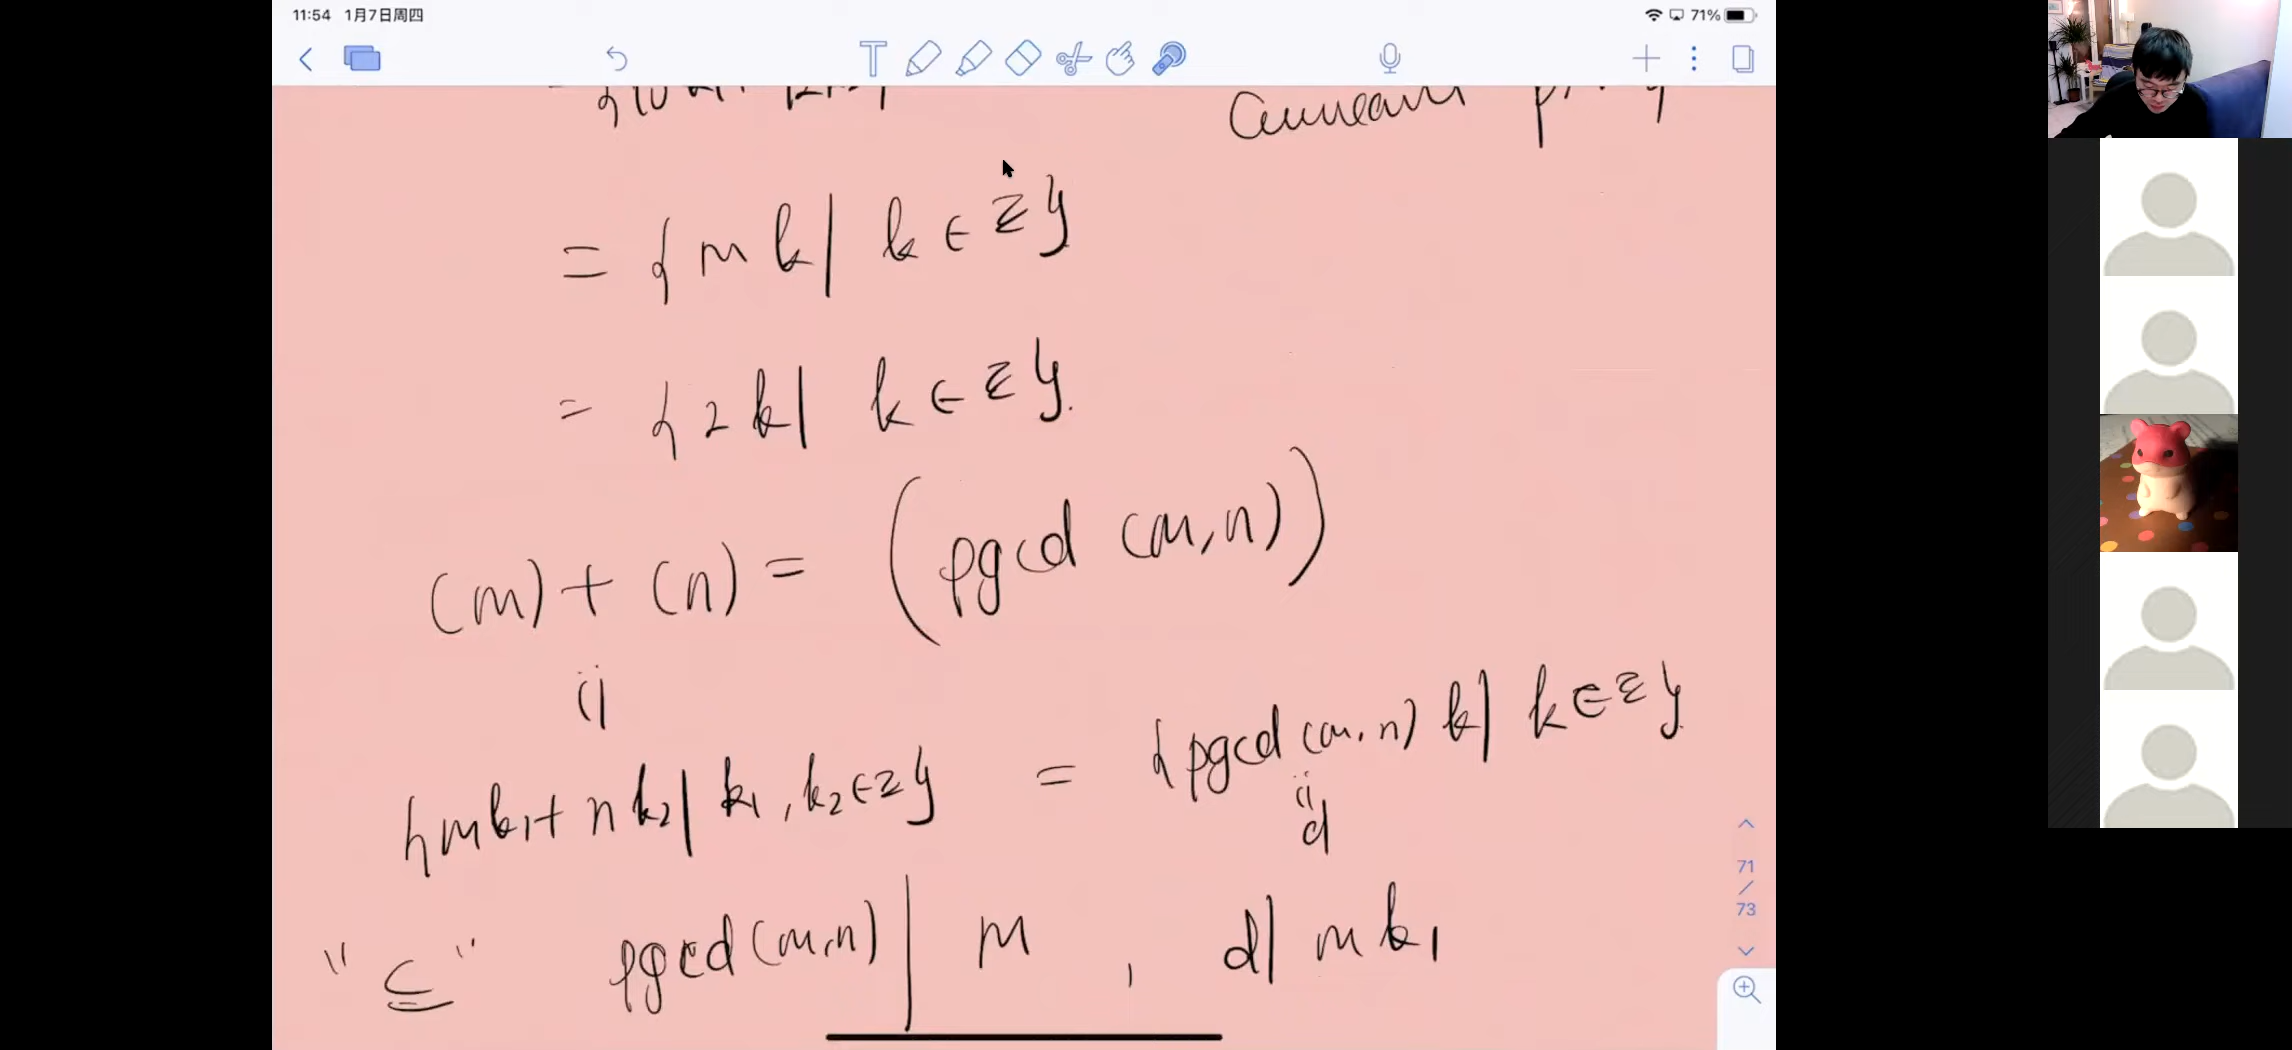 11:54 1月7日周四
71%
= {mk | k ∈ Z}
= {2k | k ∈ Z}.
(m) + (n) = (pgcd (m, n))
{mk₁ + nk₂ | k₁, k₂ ∈ Z} = {pgcd (m, n) k | k ∈ Z}
d
"⊆" pgcd (m, n) | m , d | mk₁
71
/
73